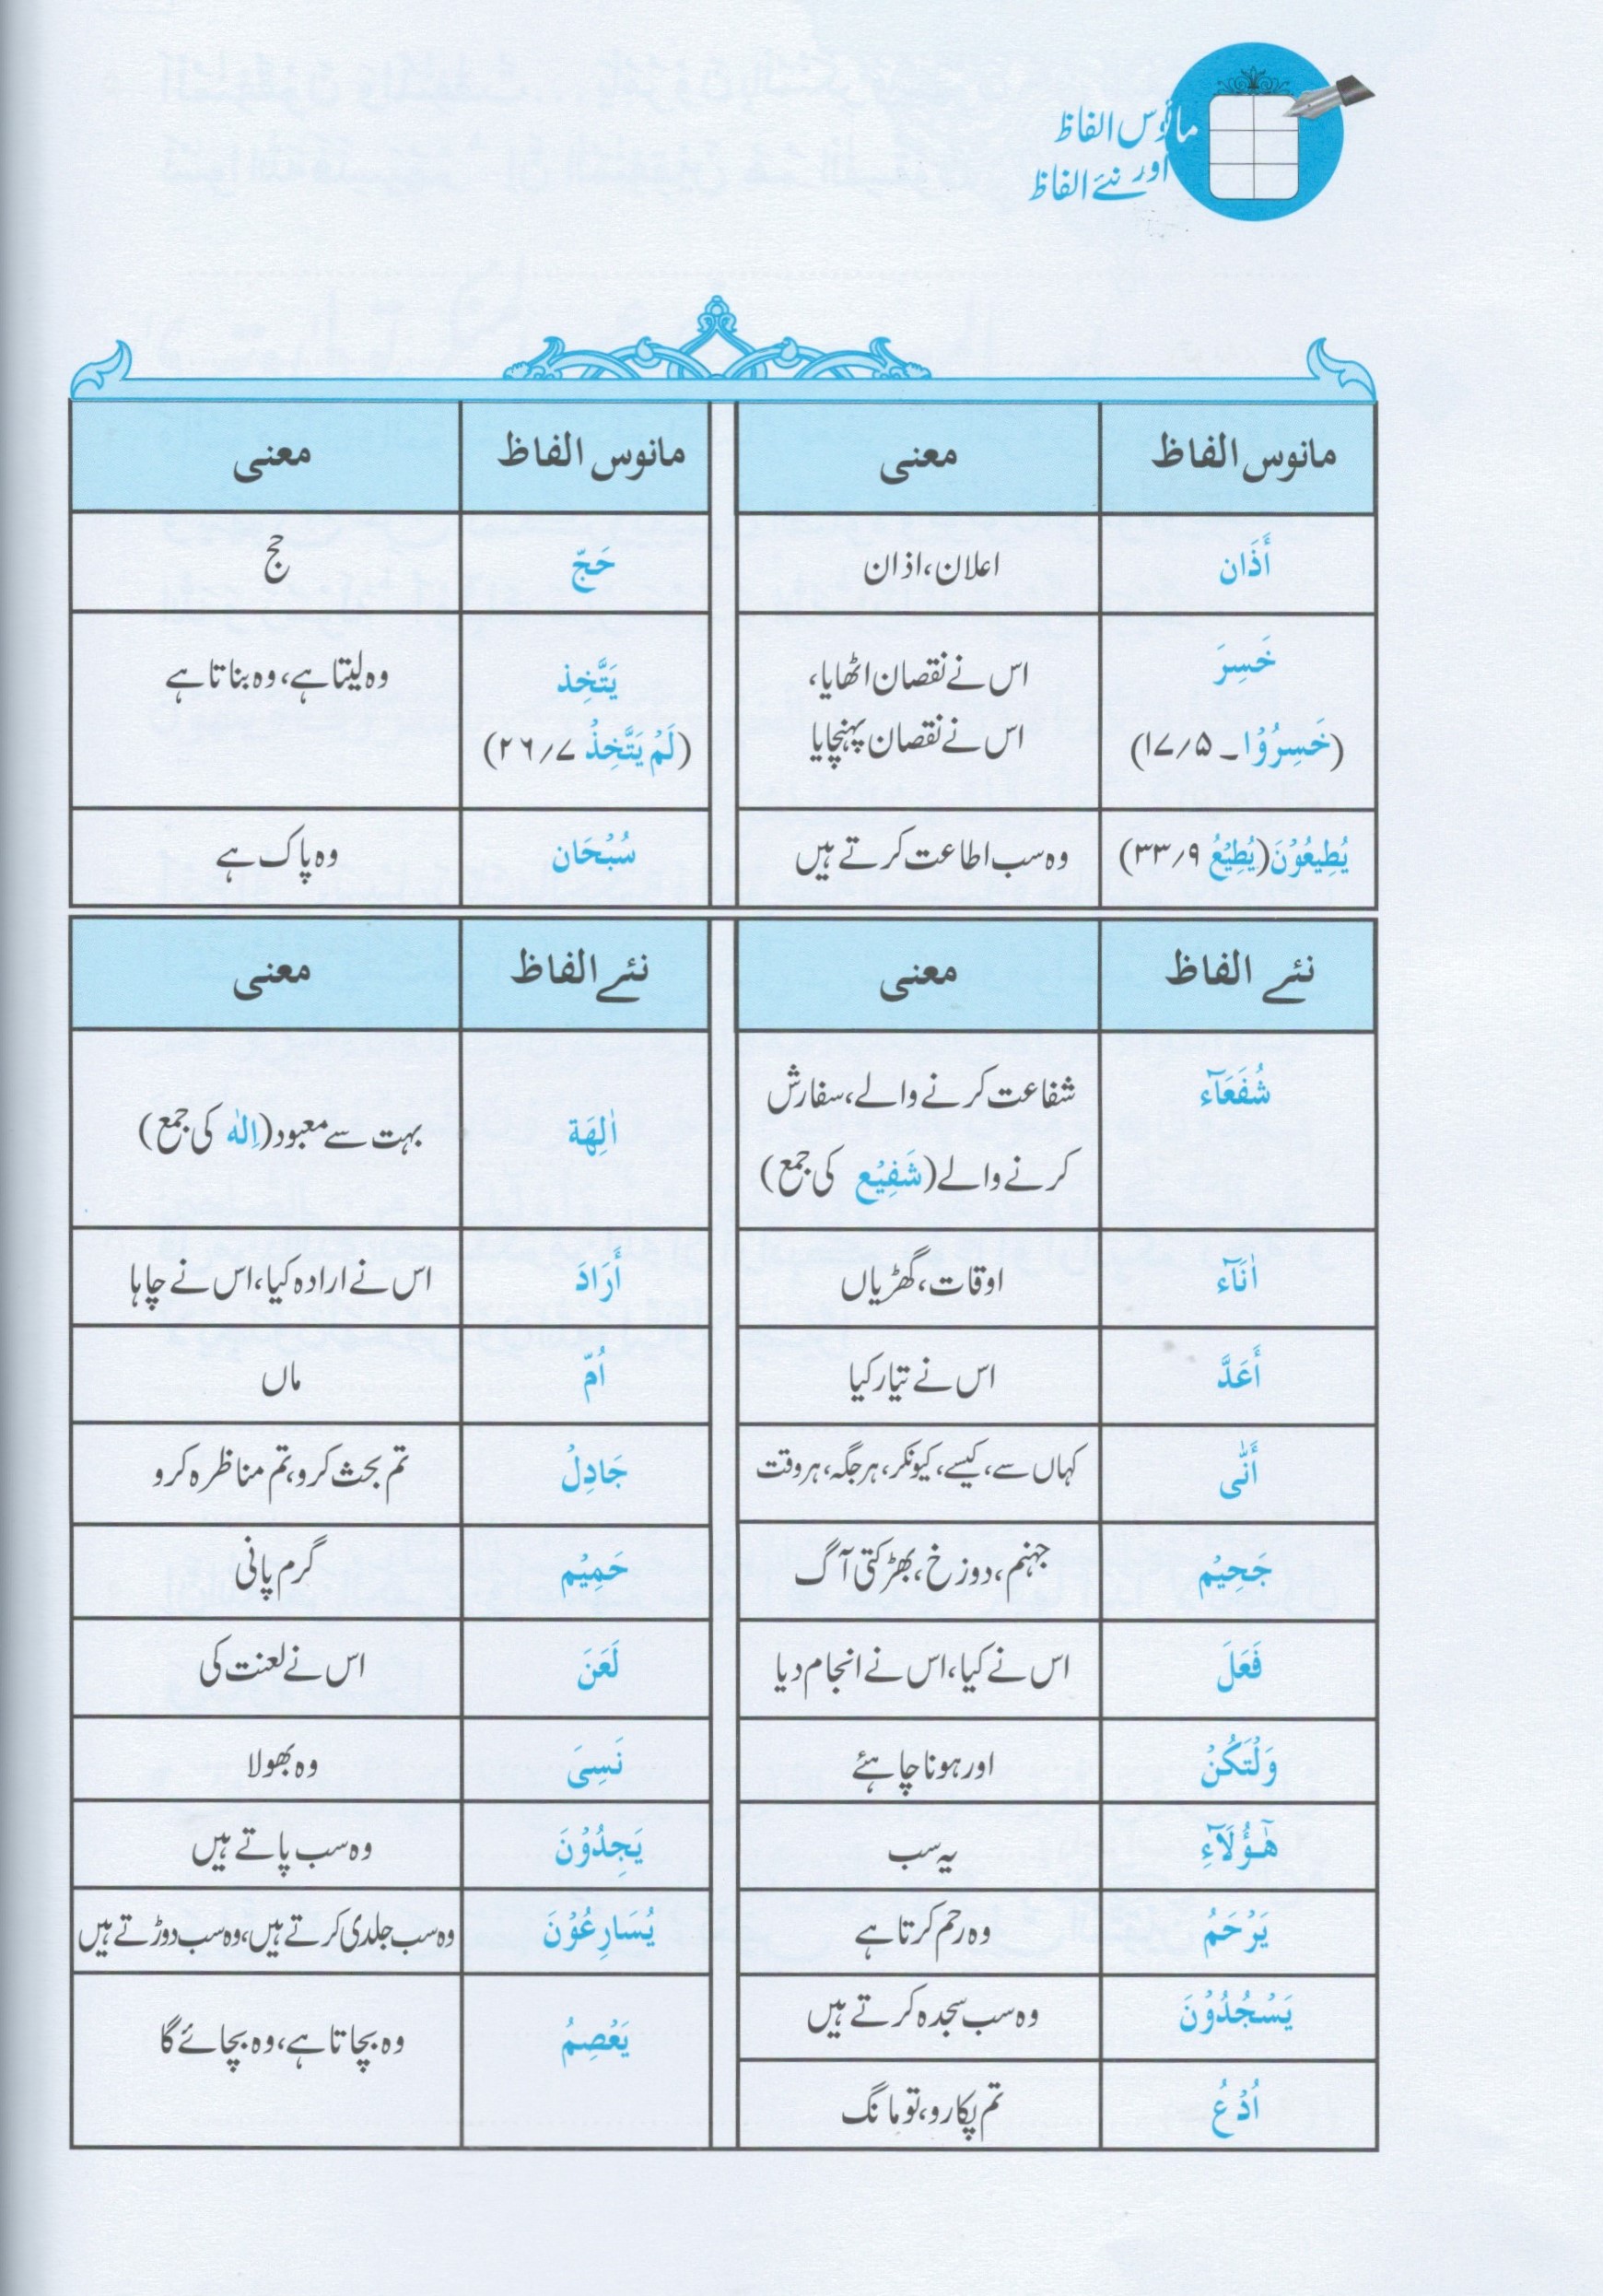 مانوس الفاظ
اور نئے الفاظ
مانوس الفاظ	معنی	مانوس الفاظ	معنی
أَذَان	اعلان، اذان	حَجّ	حج
خَسِرَ	اس نے نقصان اٹھایا،	يَتَّخِذ	وہ لیتا ہے، وہ بناتا ہے
(خَسِرُوْا۔ ۱۷/۵)	اس نے نقصان پہنچایا	(لَمْ يَتَّخِذْ ۲۶/۷)
يُطِيعُوْنَ (يُطِيْعُ ۳۳/۹)	وہ سب اطاعت کرتے ہیں	سُبْحَان	وہ پاک ہے
نئے الفاظ	معنی	نئے الفاظ	معنی
شُفَعَآء	شفاعت کرنے والے، سفارش	اٰلِهَة	بہت سے معبود (اِلٰه کی جمع)
کرنے والے (شَفِيْع کی جمع)
اٰنَآء	اوقات، گھڑیاں	أَرَادَ	اس نے ارادہ کیا، اس نے چاہا
أَعَدَّ	اس نے تیار کیا	اُمّ	ماں
أَنّٰى	کہاں سے، کیسے، کیونکر، ہر جگہ، ہر وقت	جَادِلْ	تم بحث کرو، تم مناظرہ کرو
جَحِيْم	جہنم، دوزخ، بھڑکتی آگ	حَمِيْم	گرم پانی
فَعَلَ	اس نے کیا، اس نے انجام دیا	لَعَنَ	اس نے لعنت کی
وَلْتَكُنْ	اور ہونا چاہئے	نَسِىَ	وہ بھولا
هٰٓؤُلَآءِ	یہ سب	يَجِدُوْنَ	وہ سب پاتے ہیں
يَرْحَمُ	وہ رحم کرتا ہے	يُسَارِعُوْنَ	وہ سب جلدی کرتے ہیں، وہ سب دوڑتے ہیں
يَسْجُدُوْنَ	وہ سب سجدہ کرتے ہیں	يَعْصِمُ	وہ بچاتا ہے، وہ بچائے گا
اُدْعُ	تم پکارو، تو مانگ